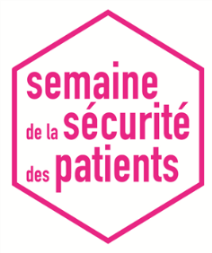 semaine
de la sécurité
des patients